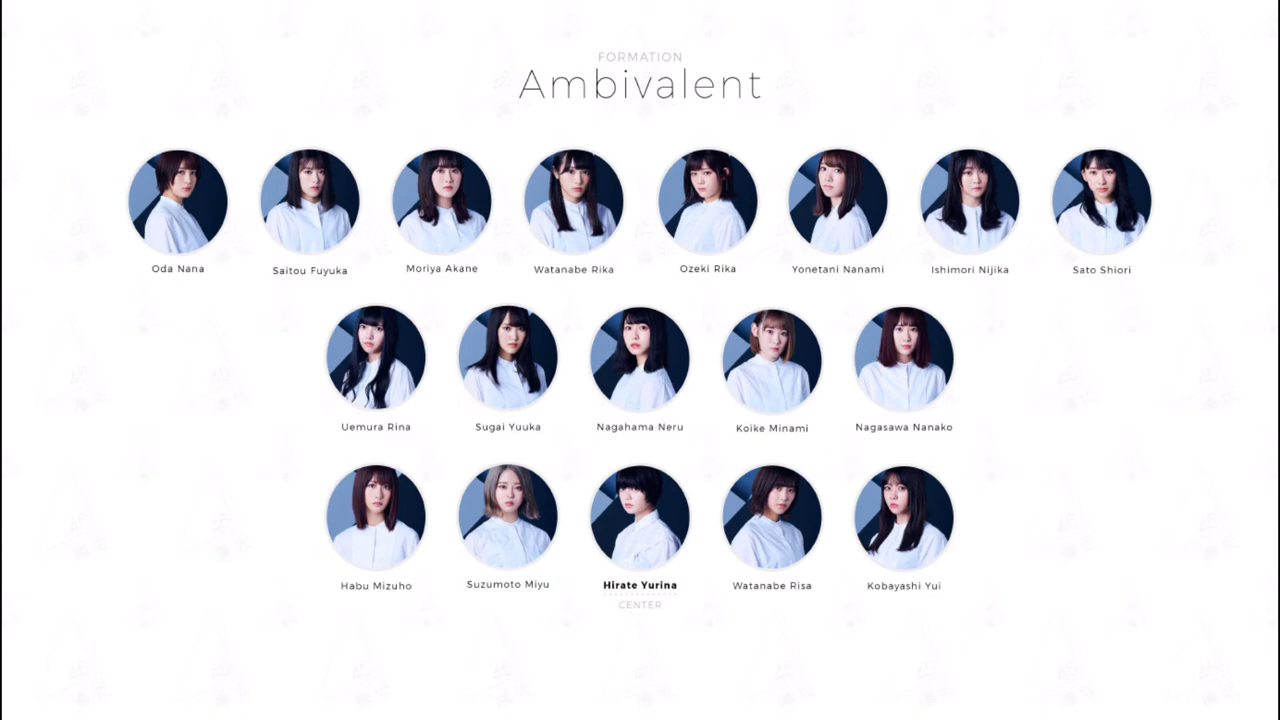 FORMATION
Ambivalent
Oda Nana Saitou Fuyuka Moriya Akane Watanabe Rika Ozeki Rika Yonetani Nanami Ishimori Nijika Sato Shiori
Uemura Rina Sugai Yuuka Nagahama Neru Koike Minami Nagasawa Nanako
Habu Mizuho Suzumoto Miyu Hirate Yurina Watanabe Risa Kobayashi Yui
CENTER